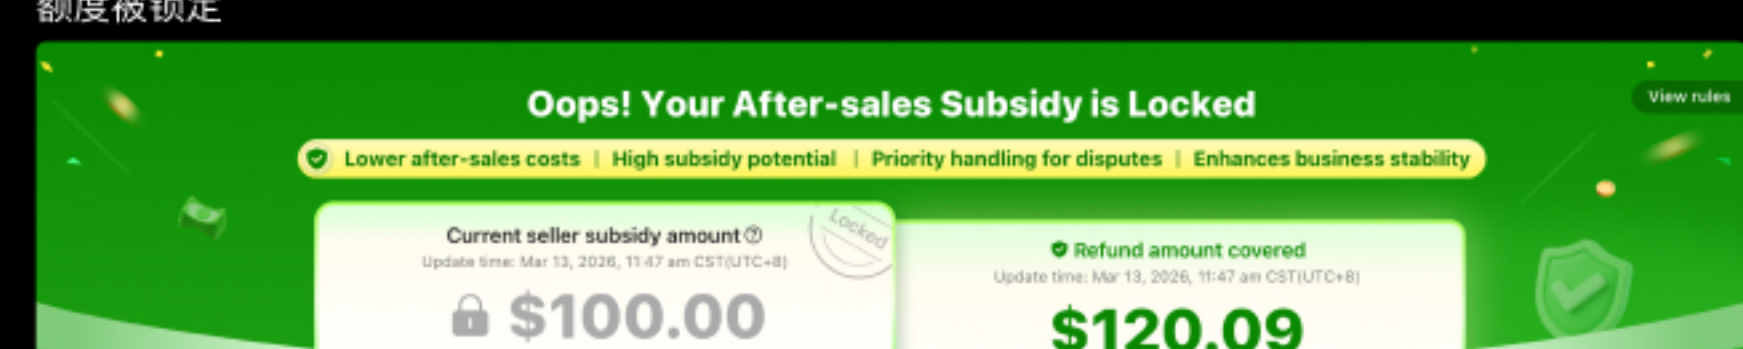 额度被锁定
Oops! Your After-sales Subsidy is Locked
View rules
Lower after-sales costs | High subsidy potential | Priority handling for disputes | Enhances business stability
Current seller subsidy amount
Locked
Update time: Mar 13, 2026, 11:47 am CST(UTC+8)
$100.00
Refund amount covered
Update time: Mar 13, 2026, 11:47 am CST(UTC+8)
$120.09